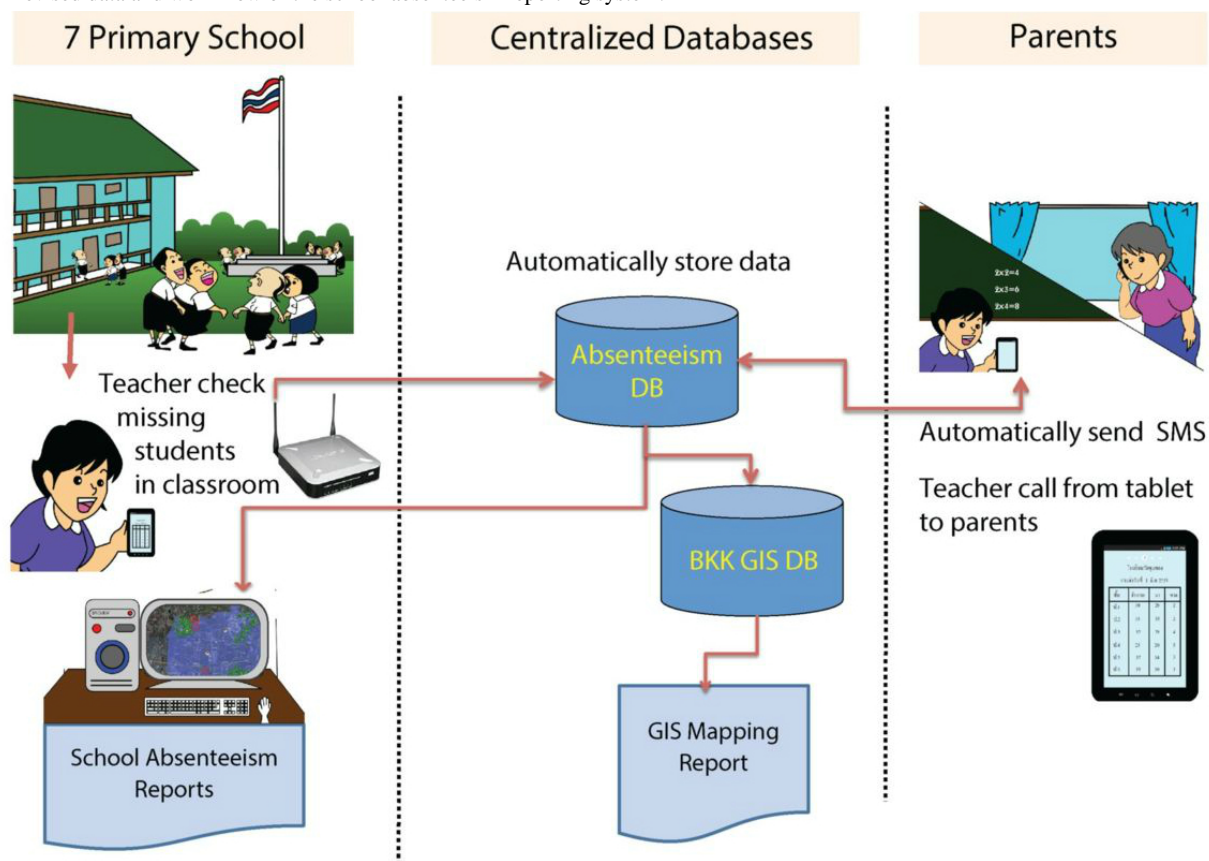 7 Primary School
Centralized Databases
Parents
Automatically store data
2x2=4
2x3=6
2x4=8
Absenteeism
DB
Teacher check
missing
students
in classroom
Automatically send SMS
Teacher call from tablet
to parents
BKK GIS DB
School Absenteeism
Reports
GIS Mapping
Report